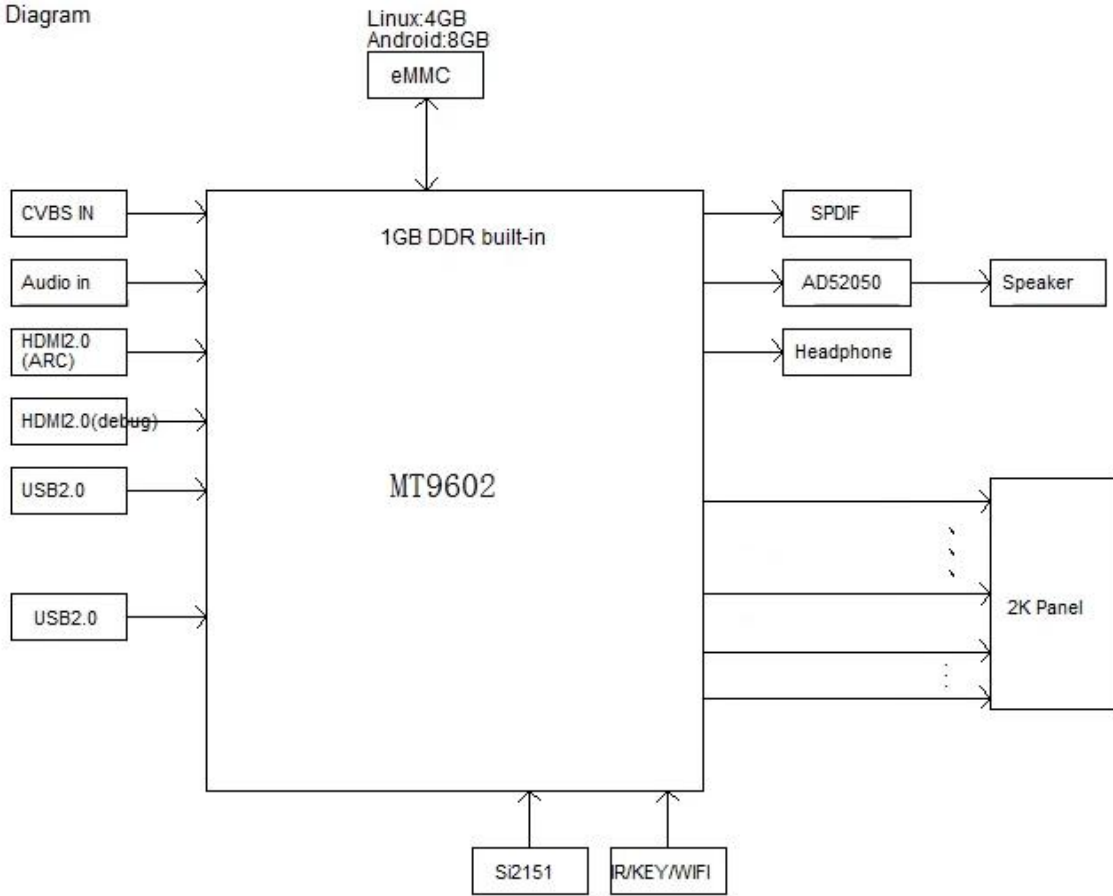 Diagram
Linux:4GB
Android:8GB
eMMC
CVBS IN
SPDIF
1GB DDR built-in
Audio in
AD52050
Speaker
HDMI2.0
(ARC)
Headphone
HDMI2.0(debug)
USB2.0
MT9602
USB2.0
2K Panel
Si2151
IR/KEY/WIFI